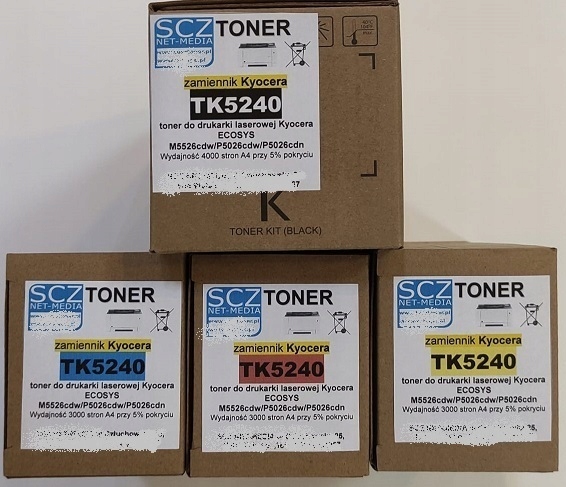 SCZ TONER
NET-MEDIA
zamiennik Kyocera
TK5240
toner do drukarki laserowej Kyocera
ECOSYS
M5526cdw/P5026cdw/P5026cdn
Wydajność 4000 stron A4 przy 5% pokryciu
K
TONER KIT (BLACK)
SCZ TONER
NET-MEDIA
zamiennik Kyocera
TK5240
toner do drukarki laserowej Kyocera
ECOSYS
M5526cdw/P5026cdw/P5026cdn
Wydajność 3000 stron A4 przy 5% pokryciu
SCZ TONER
NET-MEDIA
zamiennik Kyocera
TK5240
toner do drukarki laserowej Kyocera
ECOSYS
M5526cdw/P5026cdw/P5026cdn
Wydajność 3000 stron A4 przy 5% pokryciu
SCZ TONER
NET-MEDIA
zamiennik Kyocera
TK5240
toner do drukarki laserowej Kyocera
ECOSYS
M5526cdw/P5026cdw/P5026cdn
Wydajność 3000 stron A4 przy 5% pokryciu